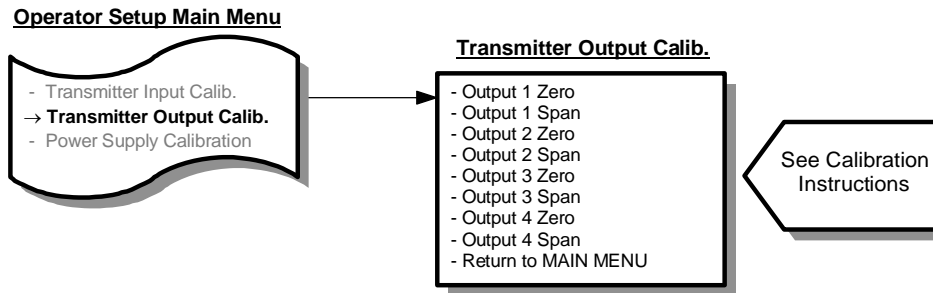 Operator Setup Main Menu
- Transmitter Input Calib.
→ Transmitter Output Calib.
- Power Supply Calibration
Transmitter Output Calib.
- Output 1 Zero
- Output 1 Span
- Output 2 Zero
- Output 2 Span
- Output 3 Zero
- Output 3 Span
- Output 4 Zero
- Output 4 Span
- Return to MAIN MENU
See Calibration
Instructions